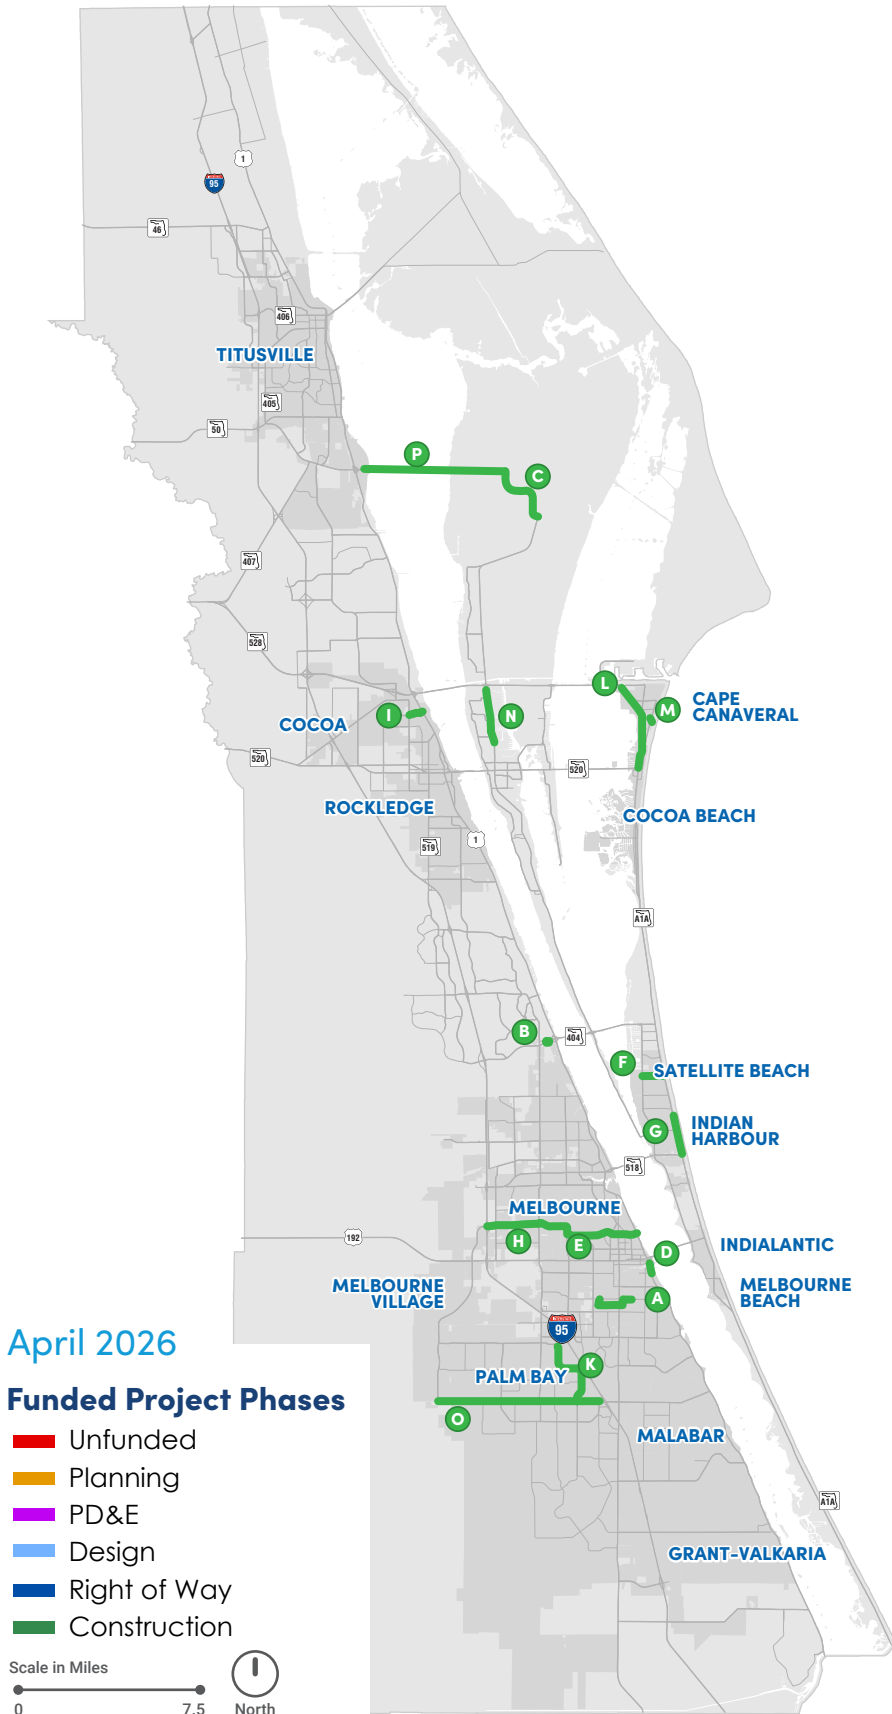 1
95
46
406
TITUSVILLE
405
50
P
C
407
528
L
CAPE
CANAVERAL
M
I
N
COCOA
520
520
ROCKLEDGE
COCOA BEACH
519
1
A1A
B
404
F
SATELLITE BEACH
G
INDIAN
HARBOUR
518
MELBOURNE
192
H
E
D
INDIALANTIC
MELBOURNE
VILLAGE
MELBOURNE
BEACH
A
95
K
PALM BAY
O
MALABAR
A1A
GRANT-VALKARIA
April 2026
Funded Project Phases
Unfunded
Planning
PD&E
Design
Right of Way
Construction
Scale in Miles
0
7.5
North